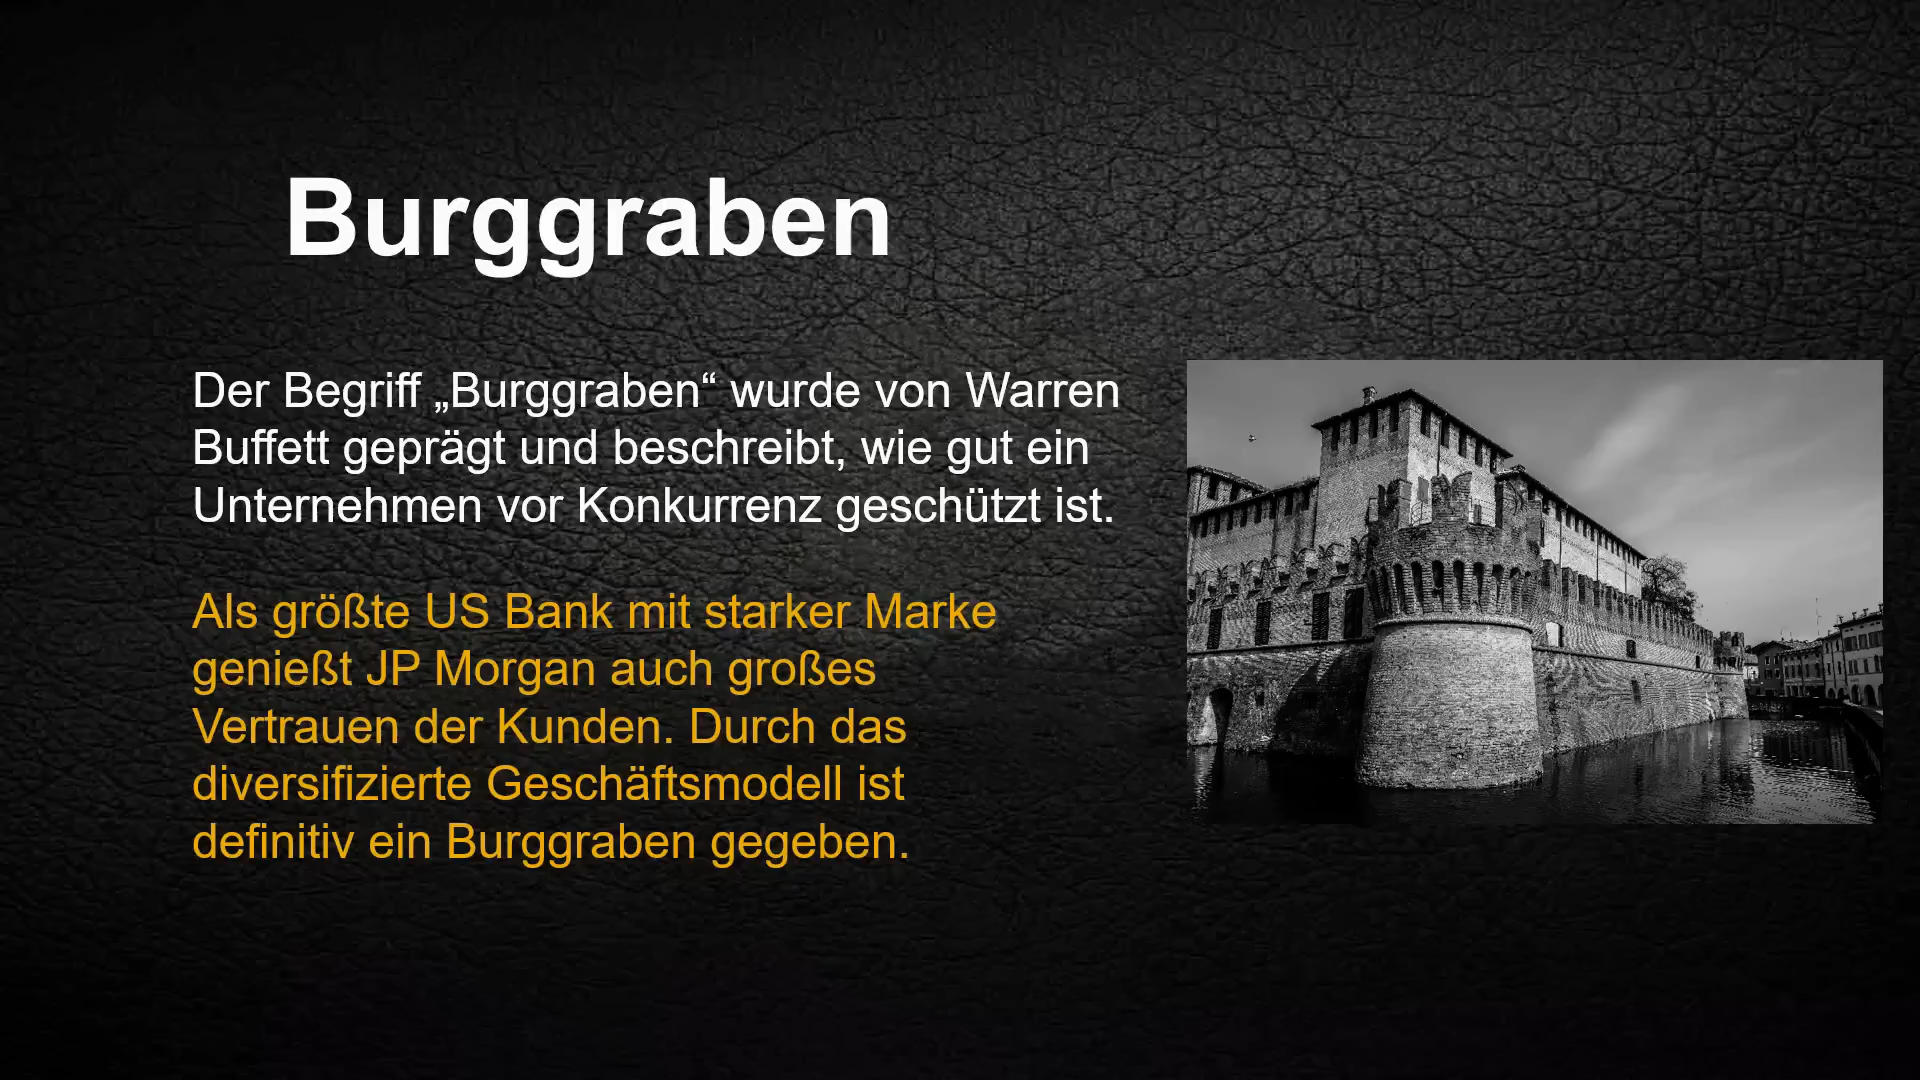 Burggraben
Der Begriff „Burggraben“ wurde von Warren
Buffett geprägt und beschreibt, wie gut ein
Unternehmen vor Konkurrenz geschützt ist.
Als größte US Bank mit starker Marke
genießt JP Morgan auch großes
Vertrauen der Kunden. Durch das
diversifizierte Geschäftsmodell ist
definitiv ein Burggraben gegeben.